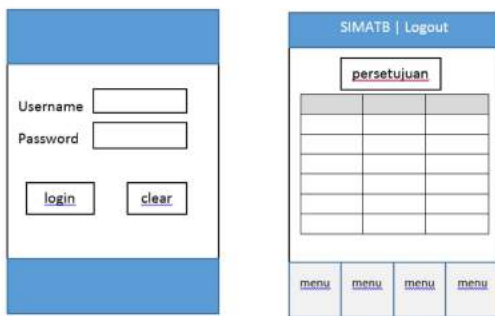 Username
Password
login clear
SIMATB | Logout
persetujuan
menu menu menu menu